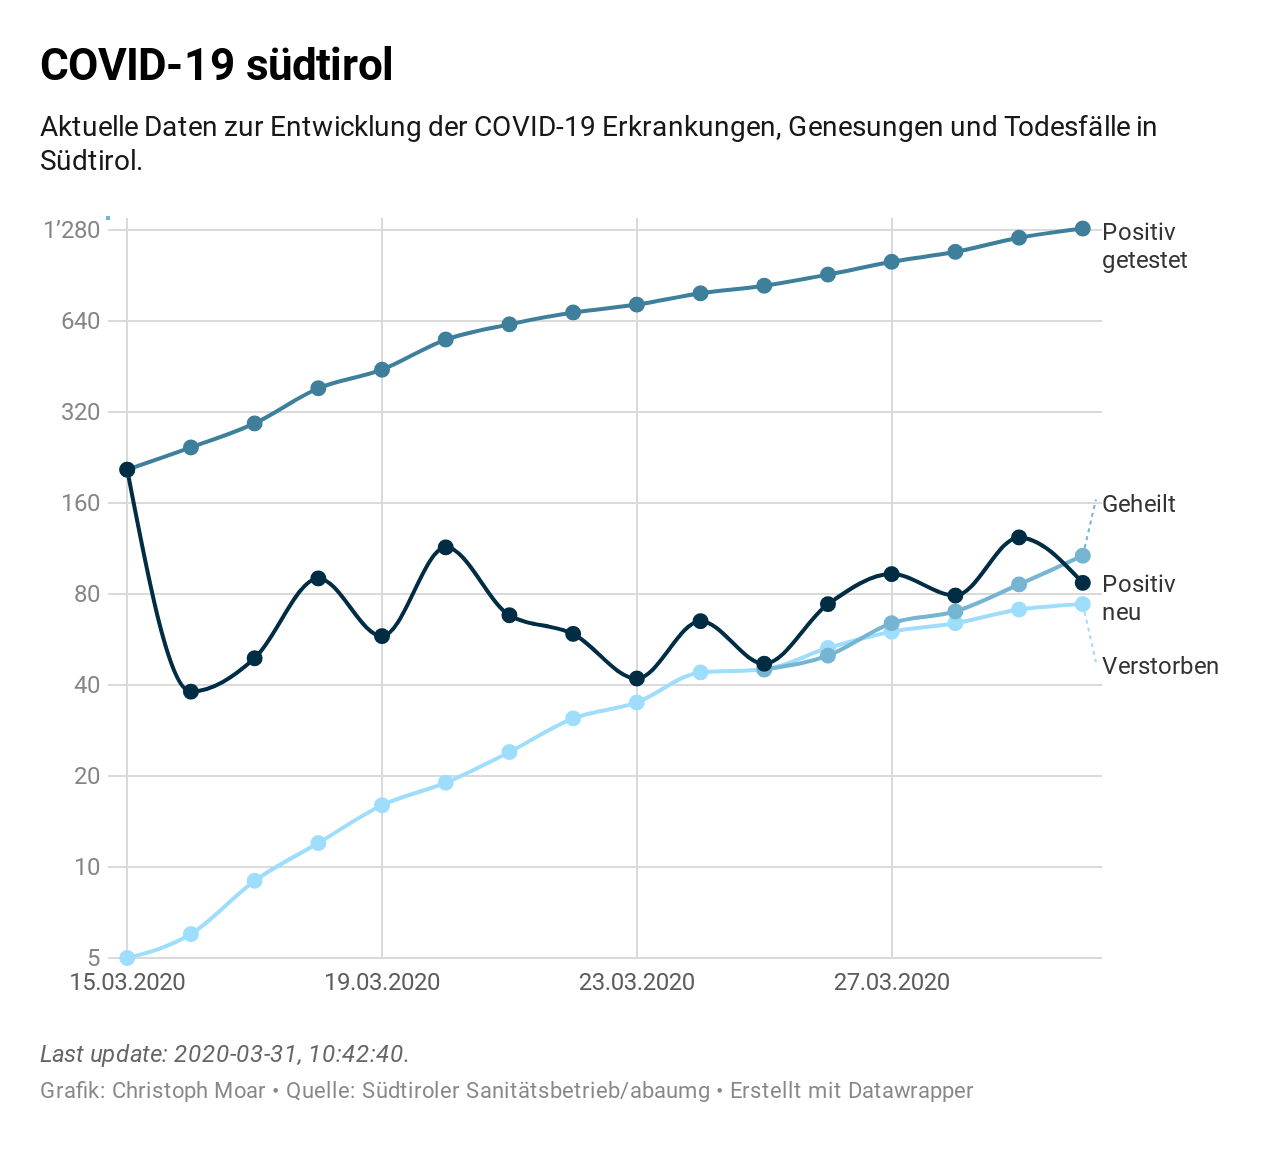 COVID-19 südtirol
Aktuelle Daten zur Entwicklung der COVID-19 Erkrankungen, Genesungen und Todesfälle in
Südtirol.
1’280
640
320
160
80
40
20
10
5
Positiv
getestet
Geheilt
Positiv
neu
Verstorben
15.03.2020 19.03.2020 23.03.2020 27.03.2020
Last update: 2020-03-31, 10:42:40.
Grafik: Christoph Moar • Quelle: Südtiroler Sanitätsbetrieb/abaumg • Erstellt mit Datawrapper